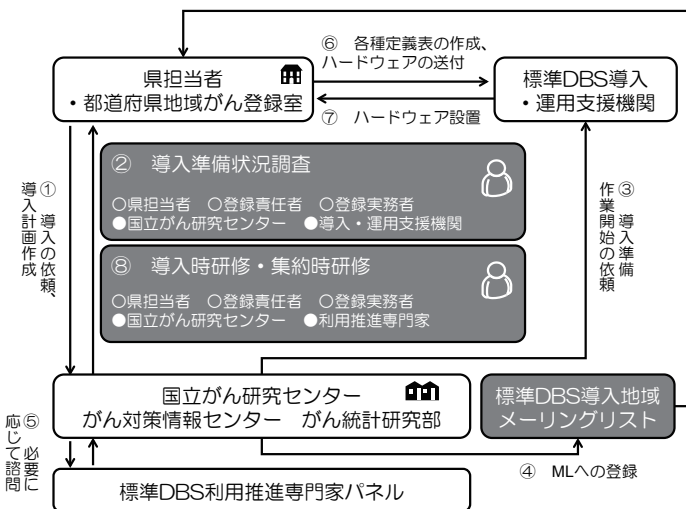 ⑥ 各種定義表の作成、
ハードウェアの送付
県担当者
・都道府県地域がん登録室
標準DBS導入
・運用支援機関
⑦ ハードウェア設置
② 導入準備状況調査
○県担当者 ○登録責任者 ○登録実務者
●国立がん研究センター ●導入・運用支援機関
① 導入の依頼、
導入計画作成
③ 導入準備
作業開始の依頼
⑧ 導入時研修・集約時研修
○県担当者 ○登録責任者 ○登録実務者
●国立がん研究センター ●利用推進専門家
国立がん研究センター
がん対策情報センター がん統計研究部
標準DBS導入地域
メーリングリスト
⑤ 必要に
応じて諮問
④ MLへの登録
標準DBS利用推進専門家パネル